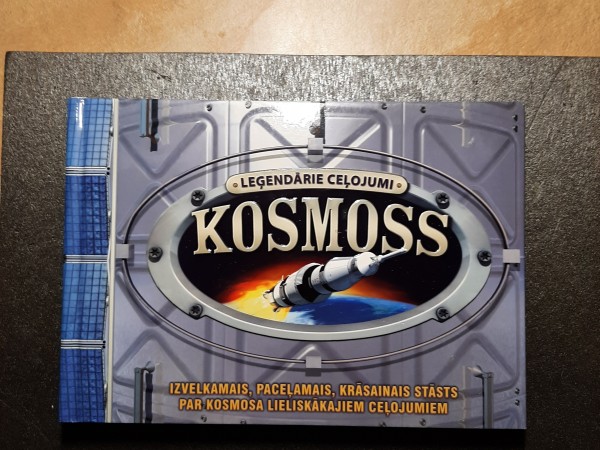 LEĢENDĀRIE CEĻOJUMI
KOSMOSS
IZVELKAMAIS, PACEĻAMAIS, KRĀSAINAIS STĀSTS
PAR KOSMOSA LIELISKĀKAJIEM CEĻOJUMIEM